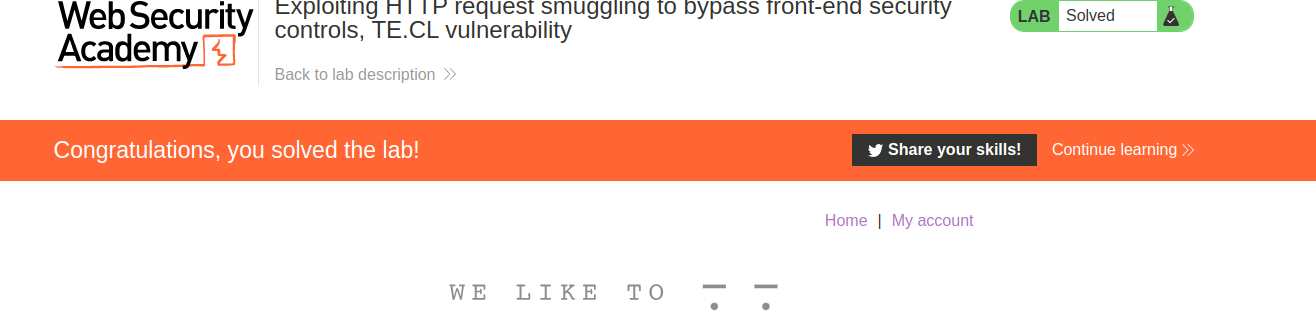 Web Security
Academy
Exploiting HTTP request smuggling to bypass front-end security
controls, TE.CL vulnerability
Back to lab description
LAB Solved
Congratulations, you solved the lab!
Share your skills!
Continue learning
Home | My account
WE LIKE TO